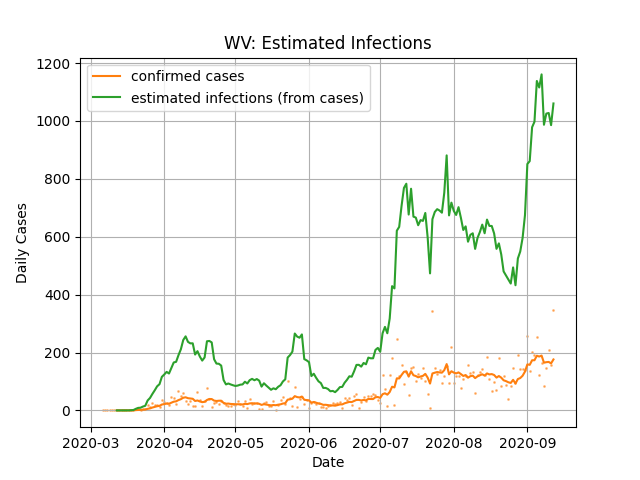 WV: Estimated Infections
confirmed cases
estimated infections (from cases)
1200
1000
800
600
400
200
0
Daily Cases
2020-03 2020-04 2020-05 2020-06 2020-07 2020-08 2020-09
Date